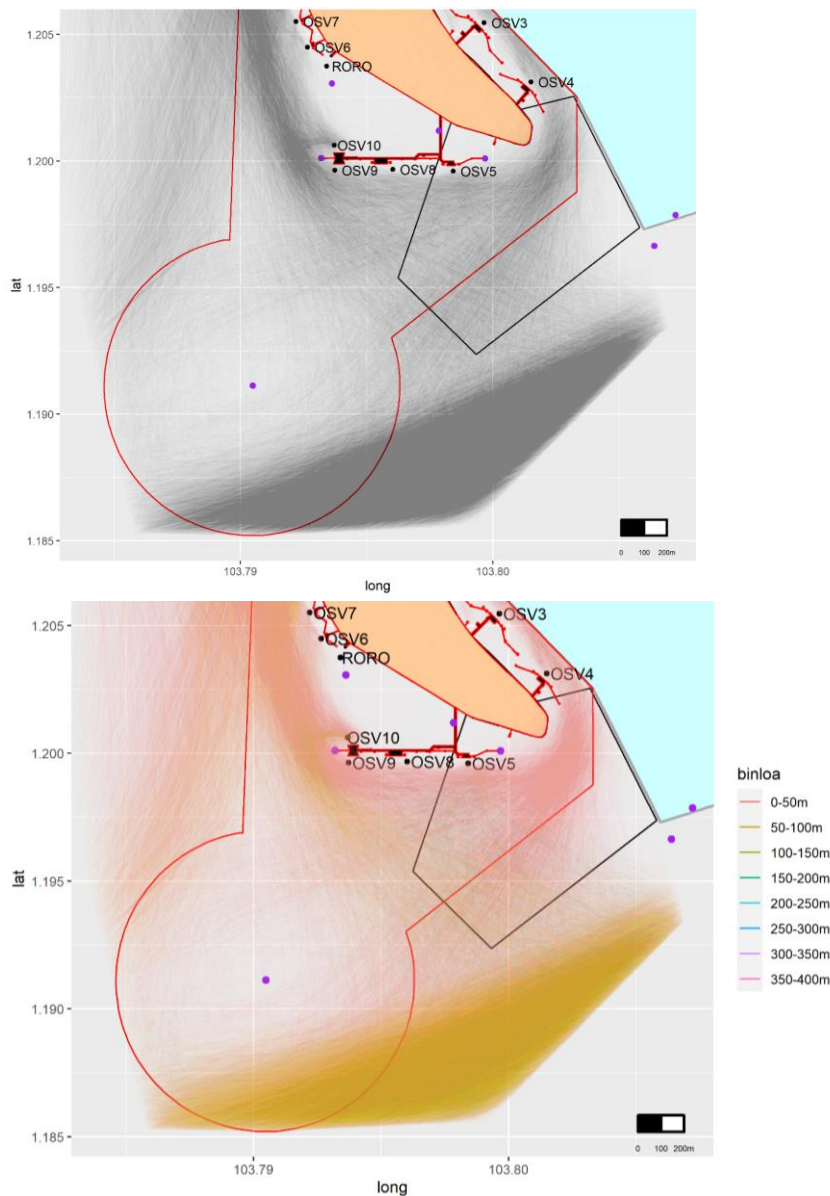 1.205
OSV7
OSV3
OSV6
RORO
OSV4
OSV10
1.200
OSV9
OSV8
OSV5
lat
1.195
1.190
1.185
0 100 200m
103.79
103.80
long
1.205
OSV7
OSV3
OSV6
RORO
OSV4
OSV10
1.200
OSV9
OSV8
OSV5
lat
1.195
1.190
1.185
0 100 200m
103.79
103.80
long
binloa
0-50m
50-100m
100-150m
150-200m
200-250m
250-300m
300-350m
350-400m